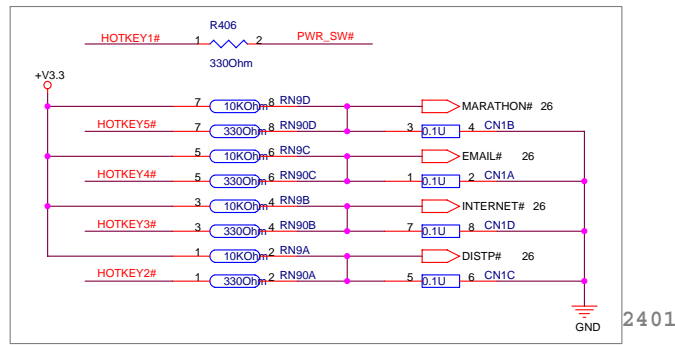 R406
HOTKEY1# 1 2 PWR_SW#
330Ohm
+V3.3
7 10KOhm 8 RN9D MARATHON# 26
HOTKEY5# 7 330Ohm 8 RN90D 3 0.1U 4 CN1B
5 10KOhm 6 RN9C EMAIL# 26
HOTKEY4# 5 330Ohm 6 RN90C 1 0.1U 2 CN1A
3 10KOhm 4 RN9B INTERNET# 26
HOTKEY3# 3 330Ohm 4 RN90B 7 0.1U 8 CN1D
1 10KOhm 2 RN9A DISTP# 26
HOTKEY2# 1 330Ohm 2 RN90A 5 0.1U 6 CN1C
GND
2401